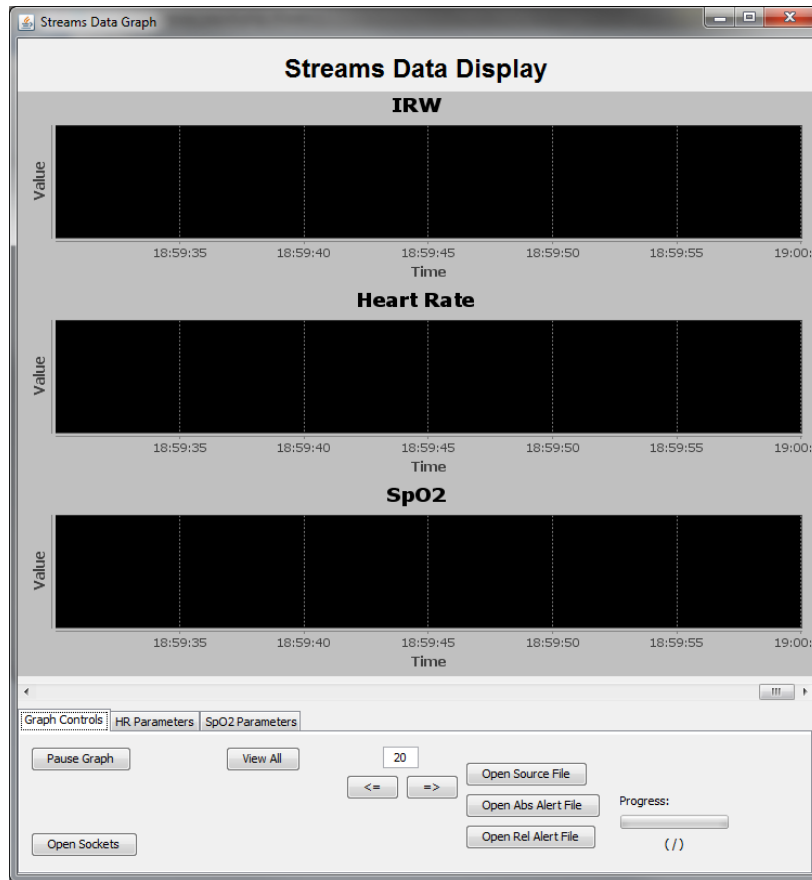 Streams Data Graph
Streams Data Display
IRW
Value
18:59:35 18:59:40 18:59:45 18:59:50 18:59:55 19:00:
Time
Heart Rate
Value
18:59:35 18:59:40 18:59:45 18:59:50 18:59:55 19:00:
Time
SpO2
Value
18:59:35 18:59:40 18:59:45 18:59:50 18:59:55 19:00:
Time
Graph Controls HR Parameters SpO2 Parameters
Pause Graph View All 20
<= =>
Open Source File
Open Abs Alert File Progress:
Open Rel Alert File
Open Sockets ( / )